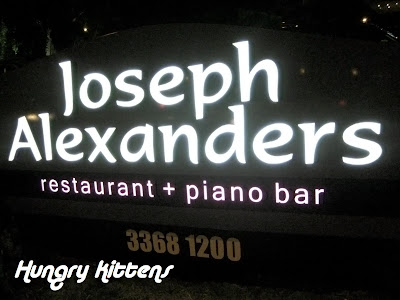 Joseph
Alexanders
restaurant + piano bar
3368 1200
Hungry Kittens